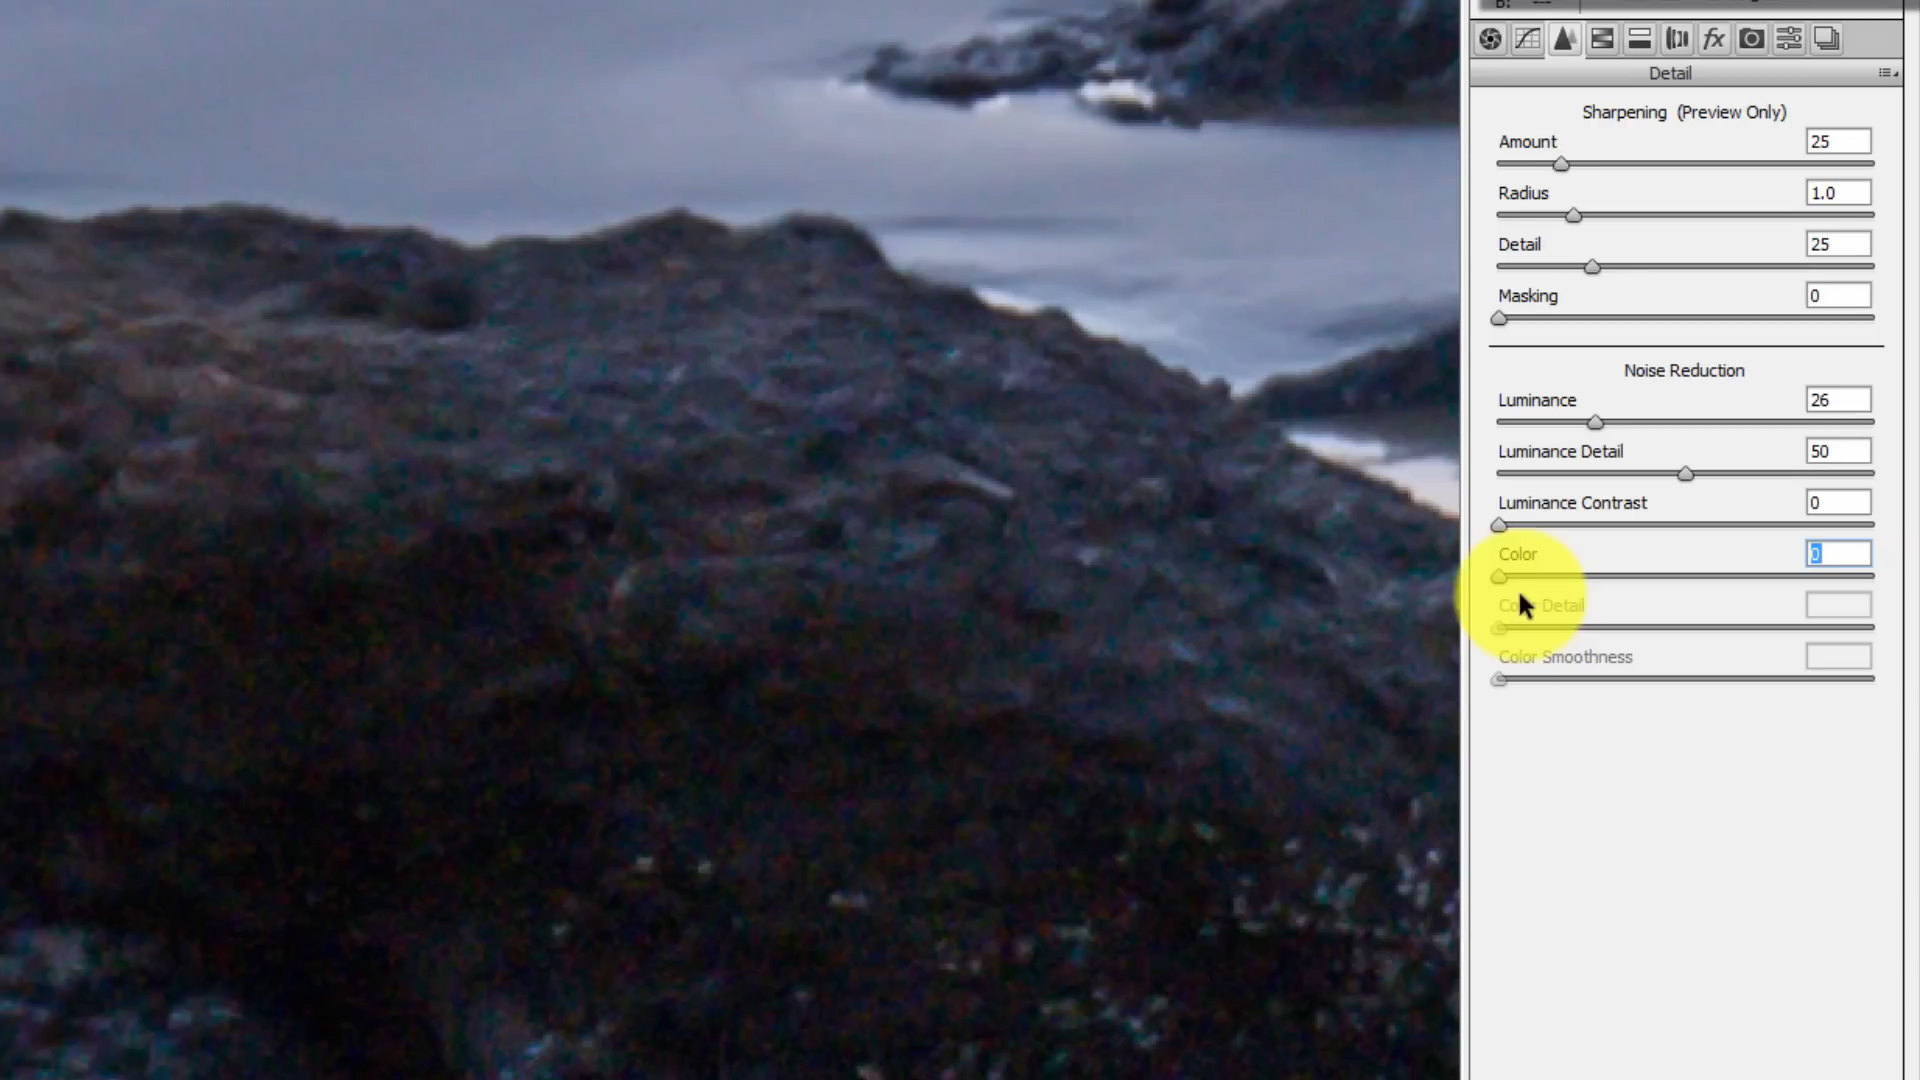 B: ---
fx
Detail
Sharpening (Preview Only)
Amount 25
Radius 1.0
Detail 25
Masking 0
Noise Reduction
Luminance 26
Luminance Detail 50
Luminance Contrast 0
Color 0
Detail
Color Smoothness